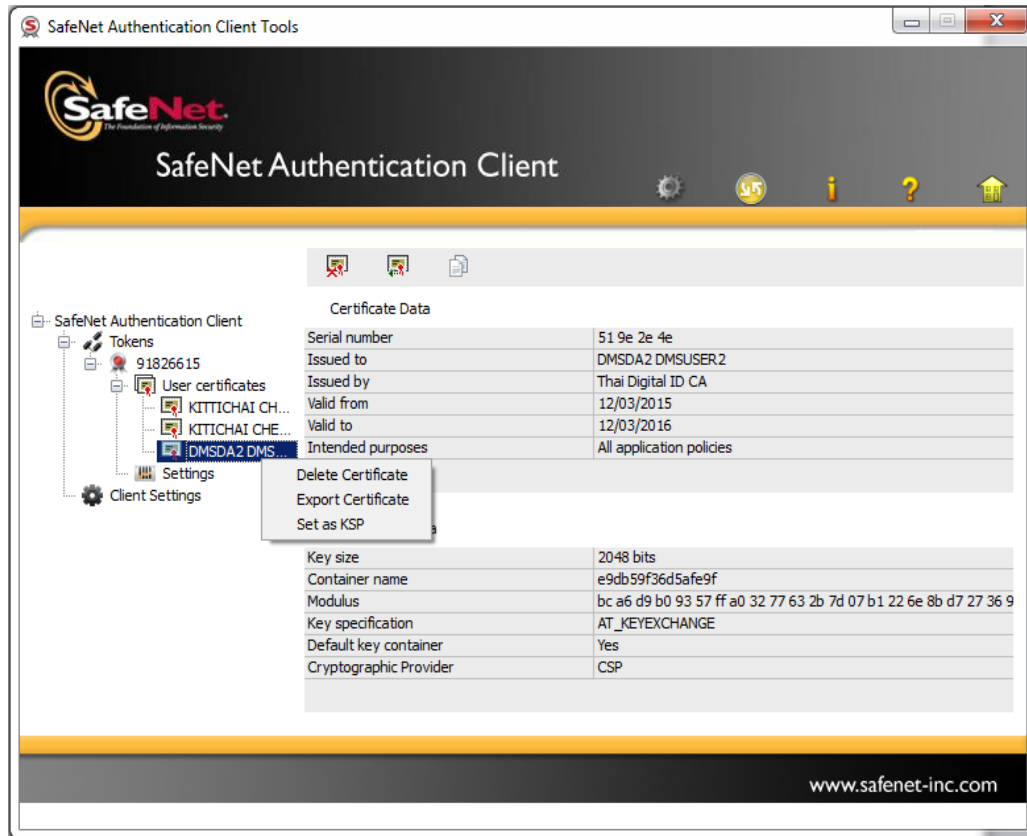 SafeNet Authentication Client Tools
SafeNet.
The Foundation of Information Security
SafeNet Authentication Client
SafeNet Authentication Client
Tokens
91826615
User certificates
KITTICHAI CH...
KITTICHAI CHE...
DMSDA2 DMS...
Settings
Client Settings
Delete Certificate
Export Certificate
Set as KSP
Certificate Data
Serial number 51 9e 2e 4e
Issued to DMSDA2 DMSUSER2
Issued by Thai Digital ID CA
Valid from 12/03/2015
Valid to 12/03/2016
Intended purposes All application policies
Key size 2048 bits
Container name e9db59f36d5afe9f
Modulus bc a6 d9 b0 93 57 ff a0 32 77 63 2b 7d 07 b1 22 6e 8b d7 27 36 9
Key specification AT_KEYEXCHANGE
Default key container Yes
Cryptographic Provider CSP
www.safenet-inc.com